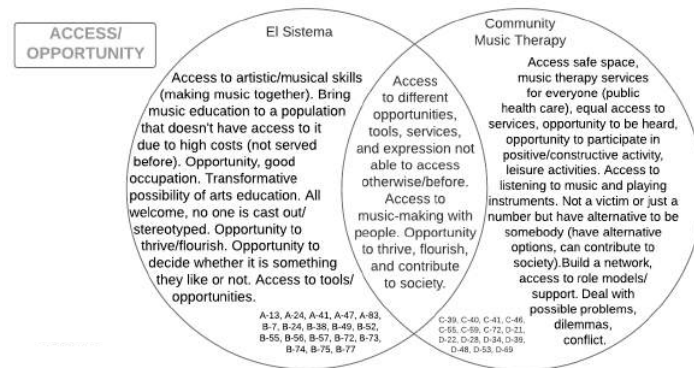 ACCESS/
OPPORTUNITY
El Sistema
Access to artistic/musical skills
(making music together). Bring
music education to a population
that doesn't have access to it
due to high costs (not served
before). Opportunity, good
occupation. Transformative
possibility of arts education. All
welcome, no one is cast out/
stereotyped. Opportunity to
thrive/flourish. Opportunity to
decide whether it is something
they like or not. Access to tools/
opportunities.
A-13, A-24, A-41, A-47, A-83,
B-7, B-24, B-38, B-49, B-52,
B-55, B-56, B-57, B-72, B-73,
B-74, B-75, B-77
Access
to different
opportunities,
tools, services,
and expression not
able to access
otherwise/before.
Access to
music-making with
people. Opportunity
to thrive, flourish,
and contribute
to society.
Community
Music Therapy
Access safe space,
music therapy services
for everyone (public
health care), equal access to
services, opportunity to be heard,
opportunity to participate in
positive/constructive activity,
leisure activities. Access to
listening to music and playing
instruments. Not a victim or just a
number but have alternative to be
somebody (have alternative
options, can contribute to
society).Build a network,
access to role models/
support. Deal with
possible problems,
dilemmas,
conflict.
C-39, C-40, C-41, C-46,
C-55, C-59, C-72, D-21,
D-22, D-28, D-34, D-39,
D-48, D-53, D-69